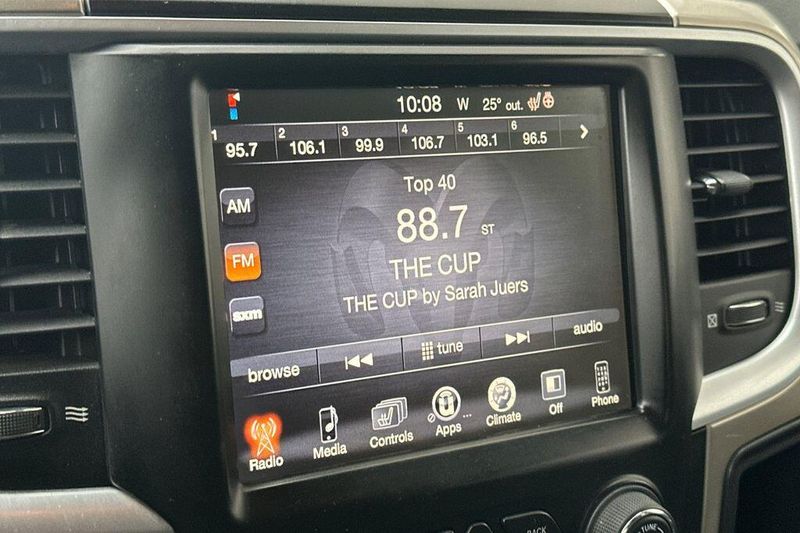 10:08 W 25° out.
1 95.7 2 106.1 3 99.9 4 106.7 5 103.1 6 96.5
Top 40
AM
88.7 ST
FM
THE CUP
THE CUP by Sarah Juers
sxm
browse tune audio
Radio Media Controls Apps... Climate Off Phone
BACK
TUNE